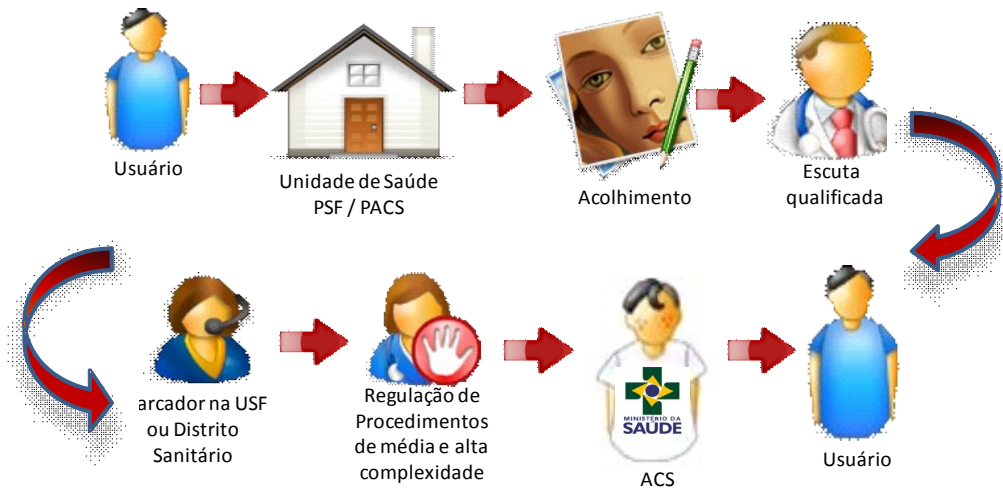 Usuário
Unidade de Saúde
PSF / PACS
Acolhimento
Escuta
qualificada
arcador na USF
ou Distrito
Sanitário
Regulação de
Procedimentos
de média e alta
complexidade
MINISTÉRIO DA
SAÚDE
ACS
Usuário